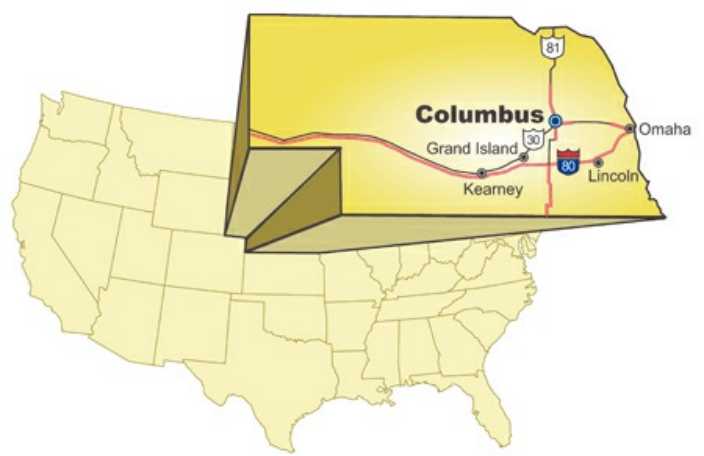 81
Columbus
Omaha
30
Grand Island
80
Lincoln
Kearney